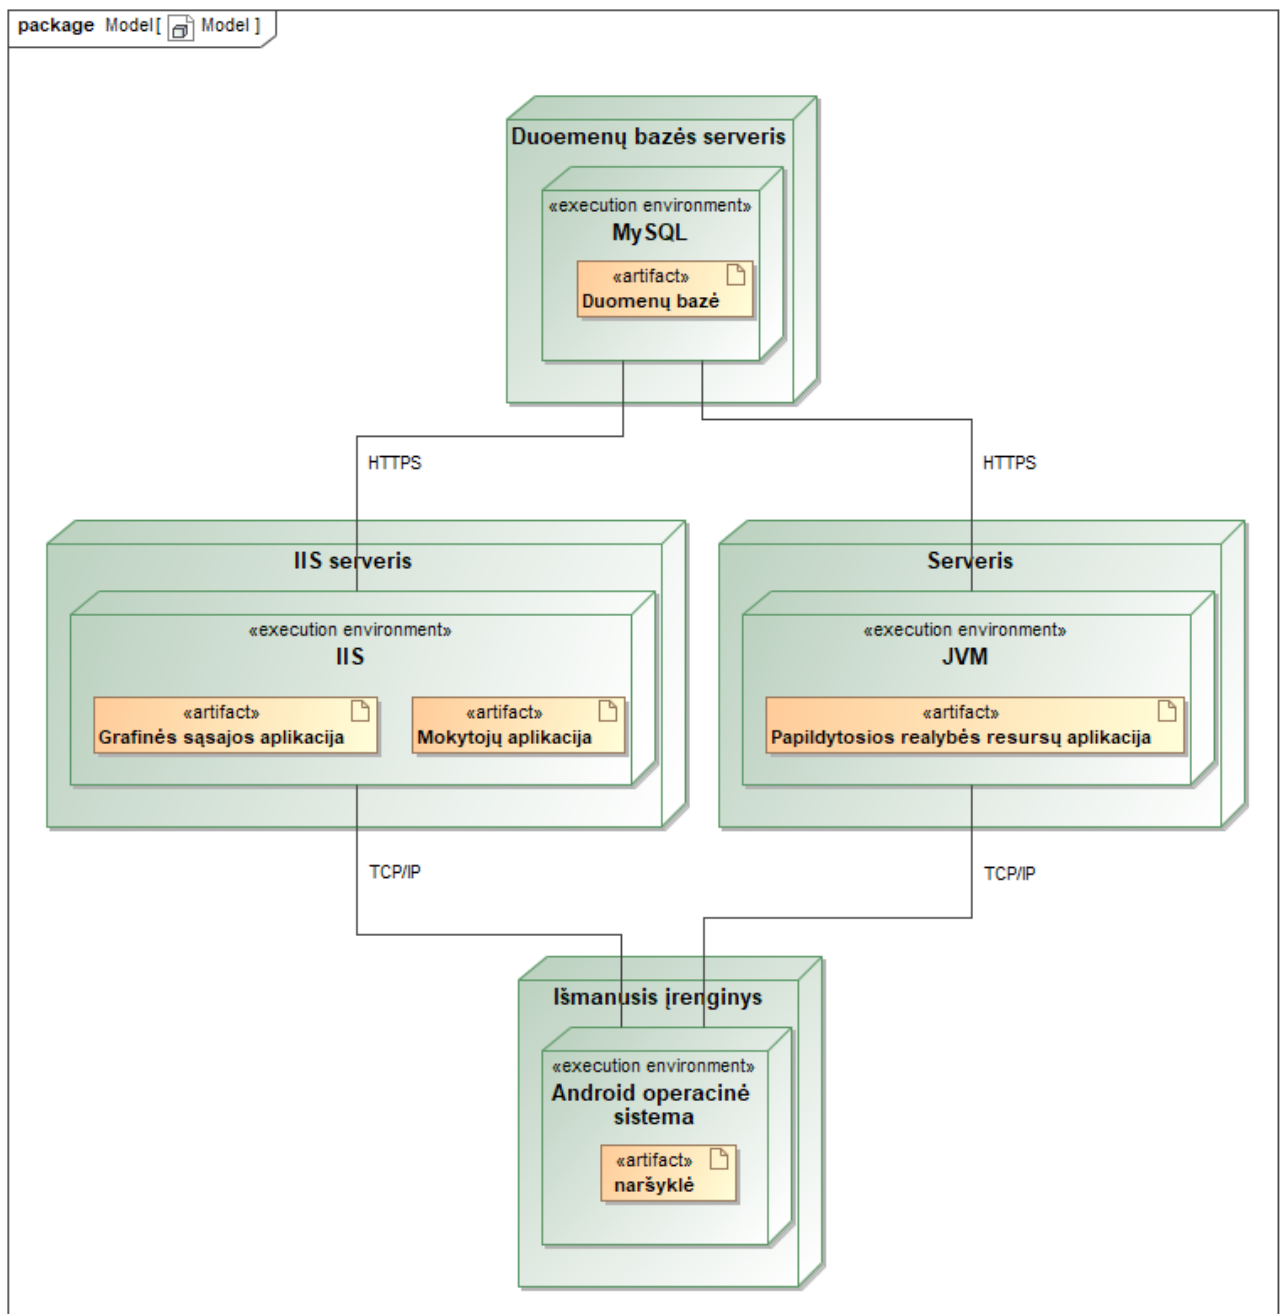 package Model[ Model ]
Duoemenų bazės serveris
«execution environment»
MySQL
«artifact»
Duomenų bazė
HTTPS
HTTPS
IIS serveris
«execution environment»
IIS
«artifact»
Grafinės sąsajos aplikacija
«artifact»
Mokytojų aplikacija
Serveris
«execution environment»
JVM
«artifact»
Papildytosios realybės resursų aplikacija
TCP/IP
TCP/IP
Išmanusis įrenginys
«execution environment»
Android operacinė
sistema
«artifact»
naršyklė